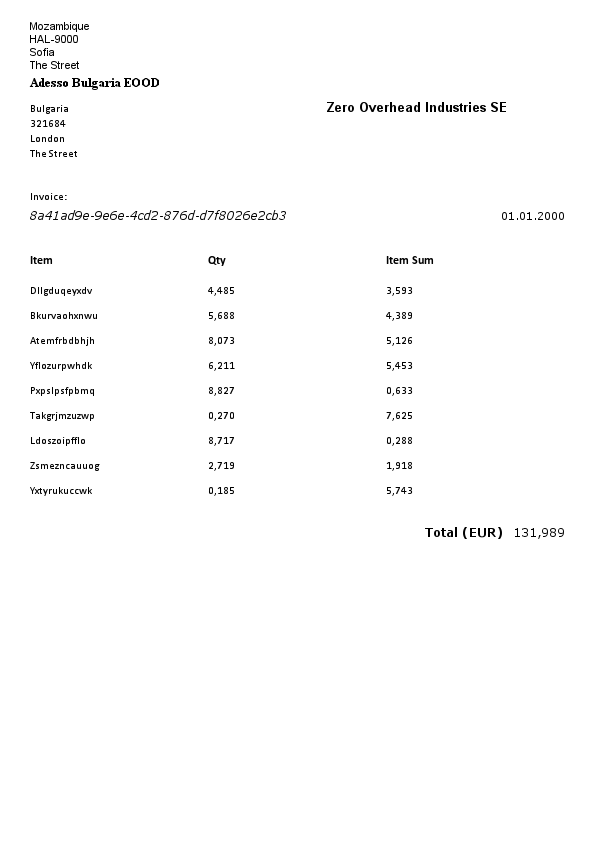 Mozambique
HAL-9000
Sofia
The Street
Adesso Bulgaria EOOD
Bulgaria
Zero Overhead Industries SE
321684
London
The Street
Invoice:
8a41ad9e-9e6e-4cd2-876d-d7f8026e2cb3 01.01.2000
Item Qty Item Sum
Dllgduqeyxdv 4,485 3,593
Bkurvaohxnwu 5,688 4,389
Atemfrbdbhjh 8,073 5,126
Yflozurpwhdk 6,211 5,453
Pxpslpsfpbmq 8,827 0,633
Takgrjmzuzwp 0,270 7,625
Ldoszoipfflo 8,717 0,288
Zsmezncauuog 2,719 1,918
Yxtyrukuccwk 0,185 5,743
Total (EUR) 131,989